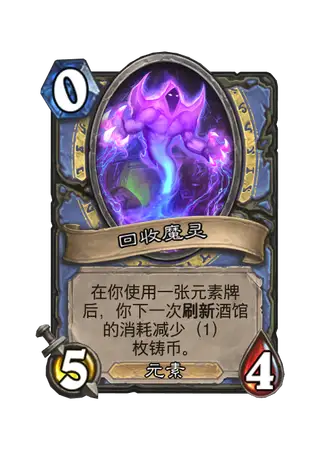 0
回收魔灵
在你使用一张元素牌
后，你下一次刷新酒馆
的消耗减少（1）
枚铸币。
5
元素
4